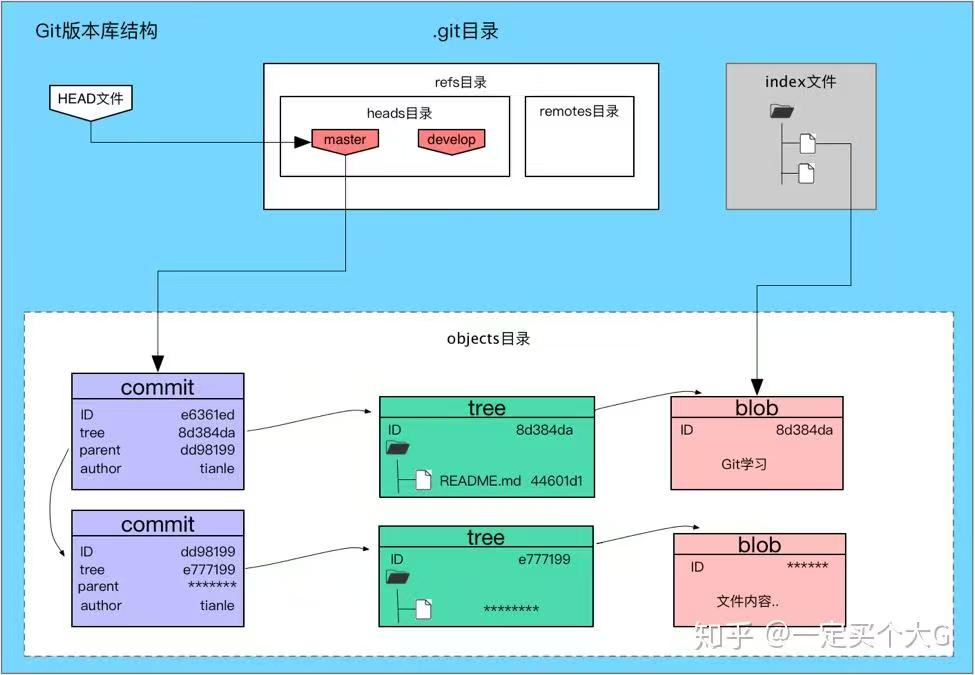 Git版本库结构
.git目录
HEAD文件
refs目录
heads目录
master
develop
remotes目录
index文件
objects目录
commit
ID e6361ed
tree 8d384da
parent dd98199
author tianle
tree
ID 8d384da
README.md 44601d1
blob
ID 8d384da
Git学习
commit
ID dd98199
tree e777199
parent *******
author tianle
tree
ID e777199
********
blob
ID ******
文件内容..
知乎 @一定买个大G